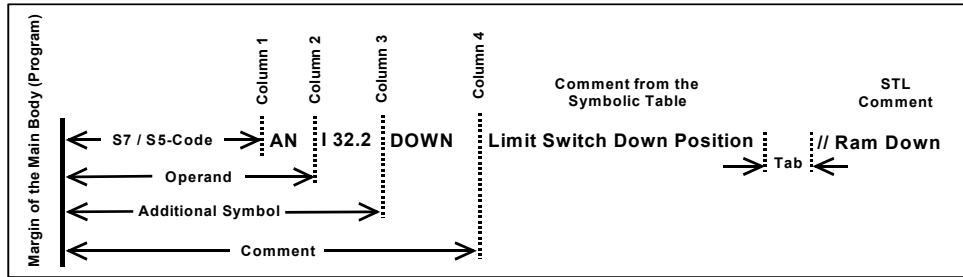 Margin of the Main Body (Program)
Column 1
Column 2
Column 3
Column 4
Comment from the
Symbolic Table
STL
Comment
S7 / S5-Code
AN
I 32.2
DOWN
Limit Switch Down Position
// Ram Down
Tab
Operand
Additional Symbol
Comment